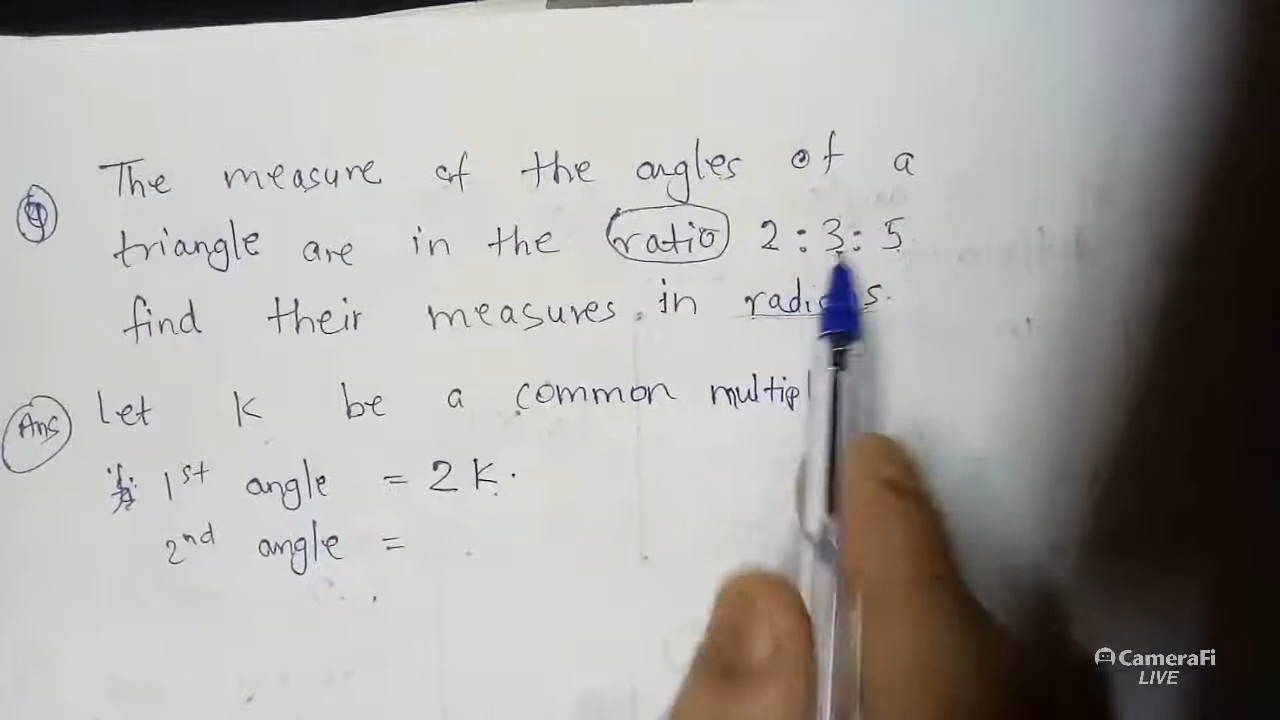 The measure of the angles of a
triangle are in the ratio 2 : 3 : 5
find their measures. in
Let K be a common
Ans
1st angle = 2K.
2nd angle =
CameraFi
LIVE